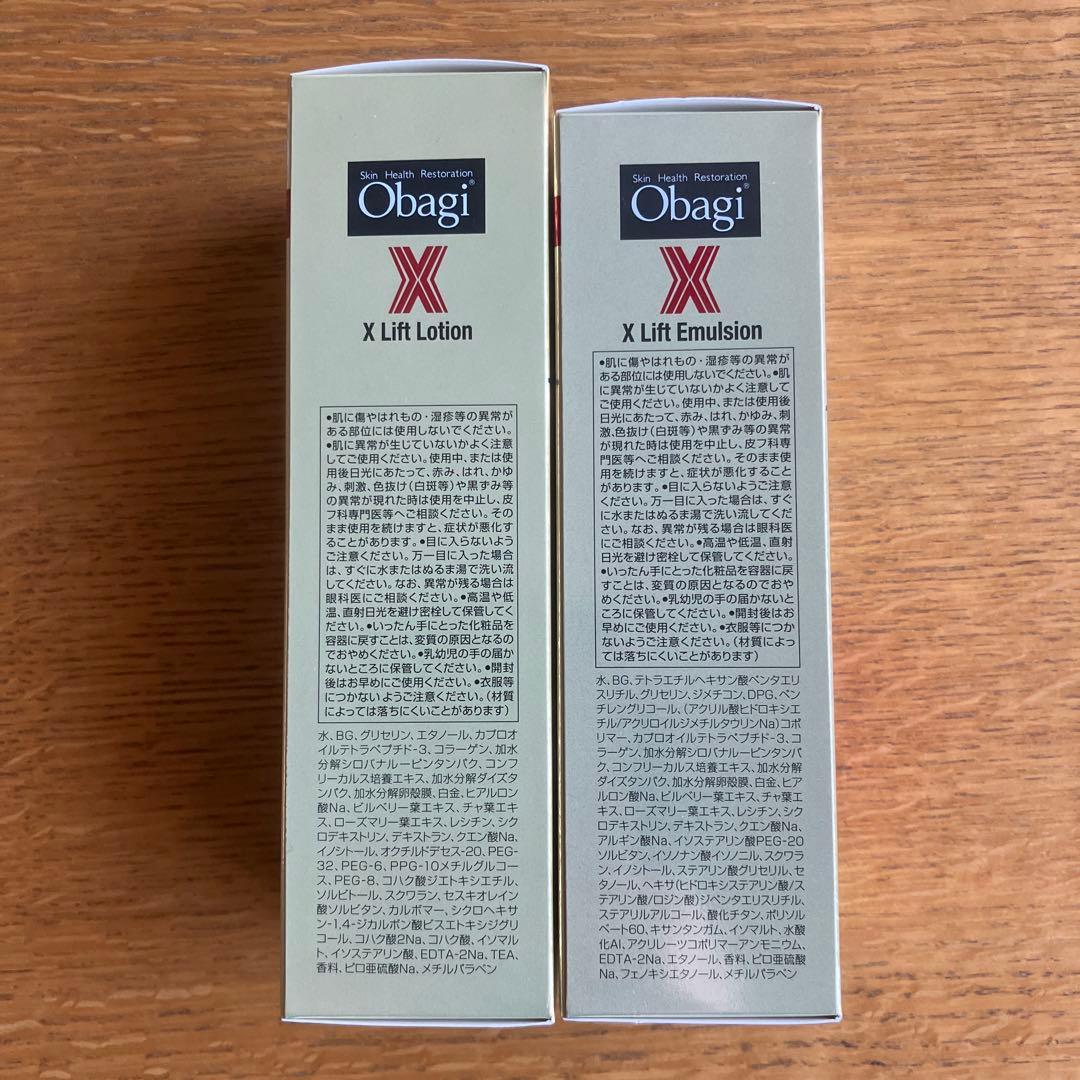 Skin Health Restoration
Obagi®
X
X Lift Lotion
•肌に傷やはれもの・湿疹等の異常が
ある部位には使用しないでください。
•肌に異常が生じていないかよく注意
してご使用ください。使用中、または使
用後日光にあたって、赤み、はれ、かゆ
み、刺激、色抜け(白斑等)や黒ずみ等
の異常が現れた時は使用を中止し、皮
フ科専門医等へご相談ください。その
まま使用を続けますと、症状が悪化す
ることがあります。•目に入らないよう
ご注意ください。万一目に入った場合
は、すぐに水またはぬるま湯で洗い流
してください。なお、異常が残る場合は
眼科医にご相談ください。•高温や低
温、直射日光を避け密栓して保管してく
ださい。•いったん手にとった化粧品を
容器に戻すことは、変質の原因となるの
でおやめください。•乳幼児の手の届か
ないところに保管してください。•開封
後はお早めにご使用ください。•衣服等
につかないようご注意ください。(材質
によっては落ちにくいことがあります)
水、BG、グリセリン、エタノール、カプロオ
イルテトラペプチド-3、コラーゲン、加水
分解シロバナルーピンタンパク、コンフ
リーカルス培養エキス、加水分解ダイズタ
ンパク、加水分解卵殻膜、白金、ヒアルロン
酸Na、ビルベリー葉エキス、チャ葉エキ
ス、ローズマリー葉エキス、レシチン、シク
ロデキストリン、デキストラン、クエン酸Na、
イノシトール、オクチルドデセス-20、PEG-
32、PEG-6、PPG-10メチルグルコー
ス、PEG-8、コハク酸ジエトキシエチル、
ソルビトール、スクワラン、セスキオレイン
酸ソルビタン、カルボマー、シクロヘキサ
ン-1,4-ジカルボン酸ビスエトキシジグリ
コール、コハク酸2Na、コハク酸、イソマル
ト、イソステアリン酸、EDTA-2Na、TEA、
香料、ピロ亜硫酸Na、メチルパラベン
Skin Health Restoration
Obagi®
X
X Lift Emulsion
•肌に傷やはれもの・湿疹等の異常が
ある部位には使用しないでください。•肌
に異常が生じていないかよく注意して
ご使用ください。使用中、または使用後
日光にあたって、赤み、はれ、かゆみ、刺
激、色抜け(白斑等)や黒ずみ等の異常
が現れた時は使用を中止し、皮フ科専
門医等へご相談ください。そのまま使
用を続けますと、症状が悪化すること
があります。•目に入らないようご注意
ください。万一目に入った場合は、すぐ
に水またはぬるま湯で洗い流してくだ
さい。なお、異常が残る場合は眼科医
にご相談ください。•高温や低温、直射
日光を避け密栓して保管してください。
•いったん手にとった化粧品を容器に戻
すことは、変質の原因となるのでおや
めください。•乳幼児の手の届かないと
ころに保管してください。•開封後はお
早めにご使用ください。•衣服等につか
ないようご注意ください。(材質によっ
ては落ちにくいことがあります)
水、BG、テトラエチルヘキサン酸ペンタエリ
スリチル、グリセリン、ジメチコン、DPG、ペン
チレングリコール、(アクリル酸ヒドロキシエ
チル/アクリロイルジメチルタウリンNa)コポ
リマー、カプロオイルテトラペプチド-3、コ
ラーゲン、加水分解シロバナルーピンタンパ
ク、コンフリーカルス培養エキス、加水分解
ダイズタンパク、加水分解卵殻膜、白金、ヒア
ルロン酸Na、ビルベリー葉エキス、チャ葉エ
キス、ローズマリー葉エキス、レシチン、シク
ロデキストリン、デキストラン、クエン酸Na、
アルギン酸Na、イソステアリン酸PEG-20
ソルビタン、イソノナン酸イソノニル、スクワラ
ン、イノシトール、ステアリン酸グリセリル、セ
タノール、ヘキサ(ヒドロキシステアリン酸/ス
テアリン酸/ロジン酸)ジペンタエリスリチル、
ステアリルアルコール、酸化チタン、ポリソル
ベート60、キサンタンガム、イソマルト、水酸
化Al、アクリレーツコポリマーアンモニウム、
EDTA-2Na、エタノール、香料、ピロ亜硫酸
Na、フェノキシエタノール、メチルパラベン